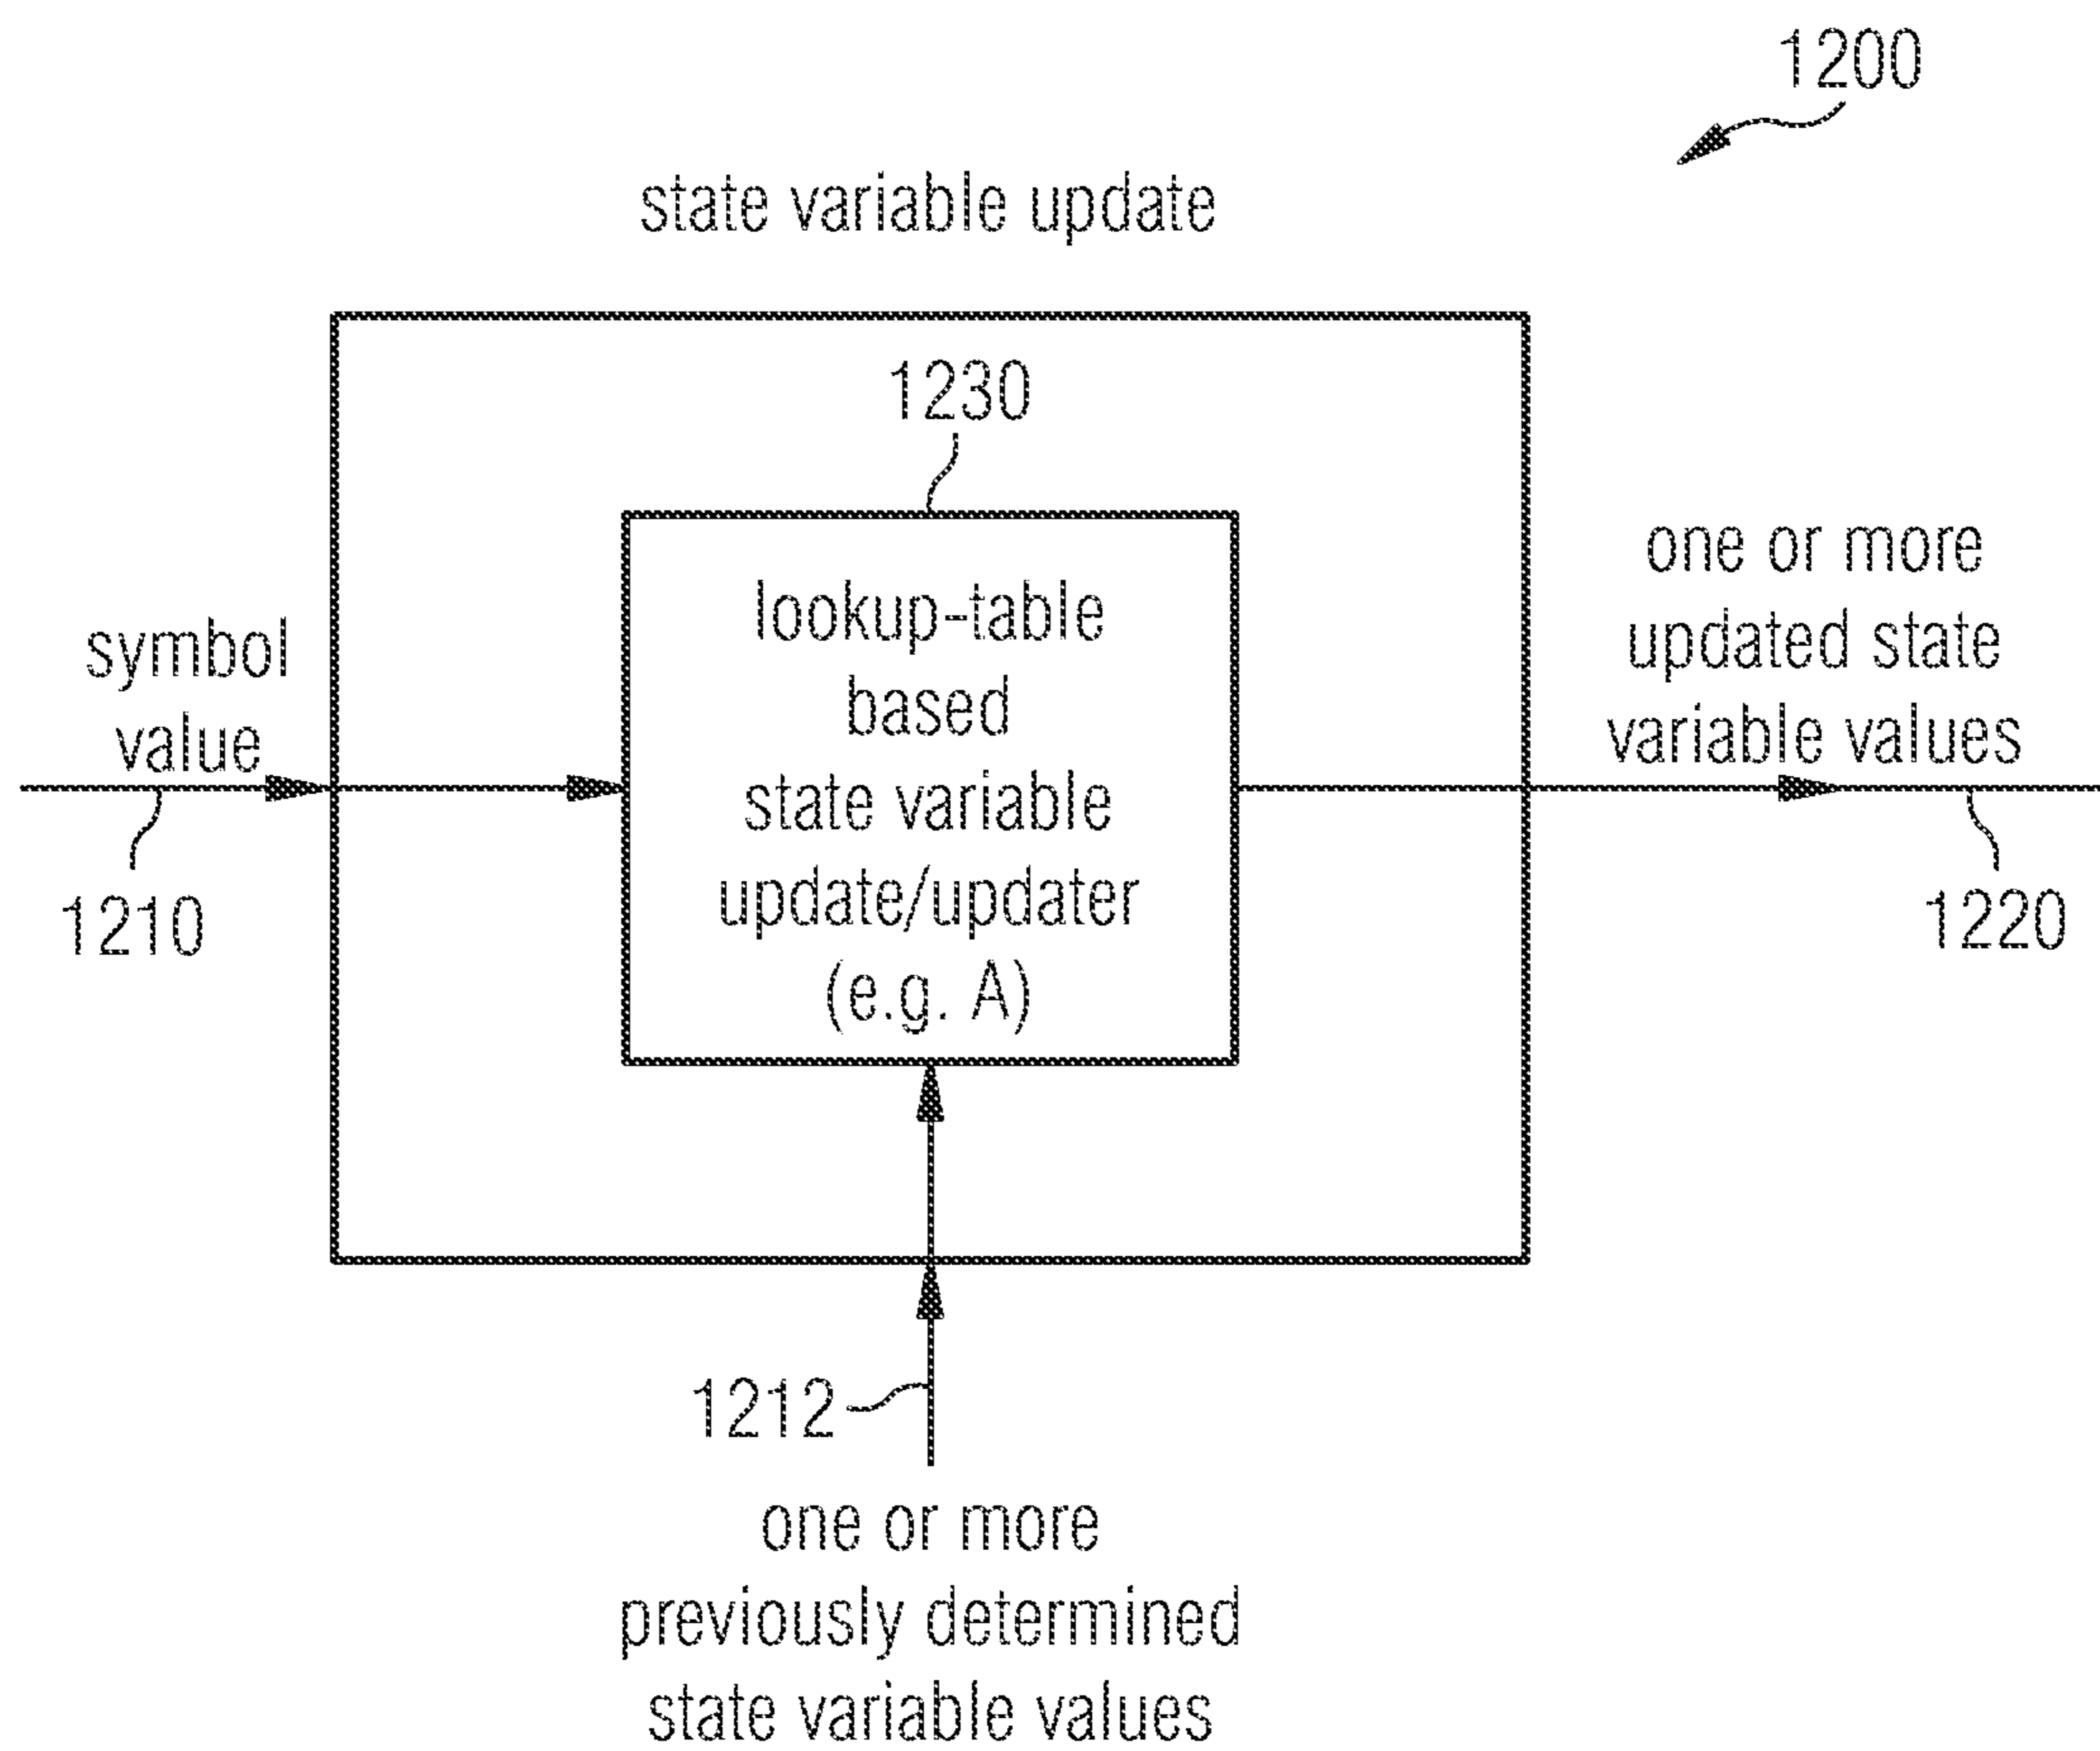 1200
state variable update
1230
lookup-table
based
state variable
update/updater
(e.g. A)
symbol
value
1210
one or more
updated state
variable values
1220
1212
one or more
previously determined
state variable values